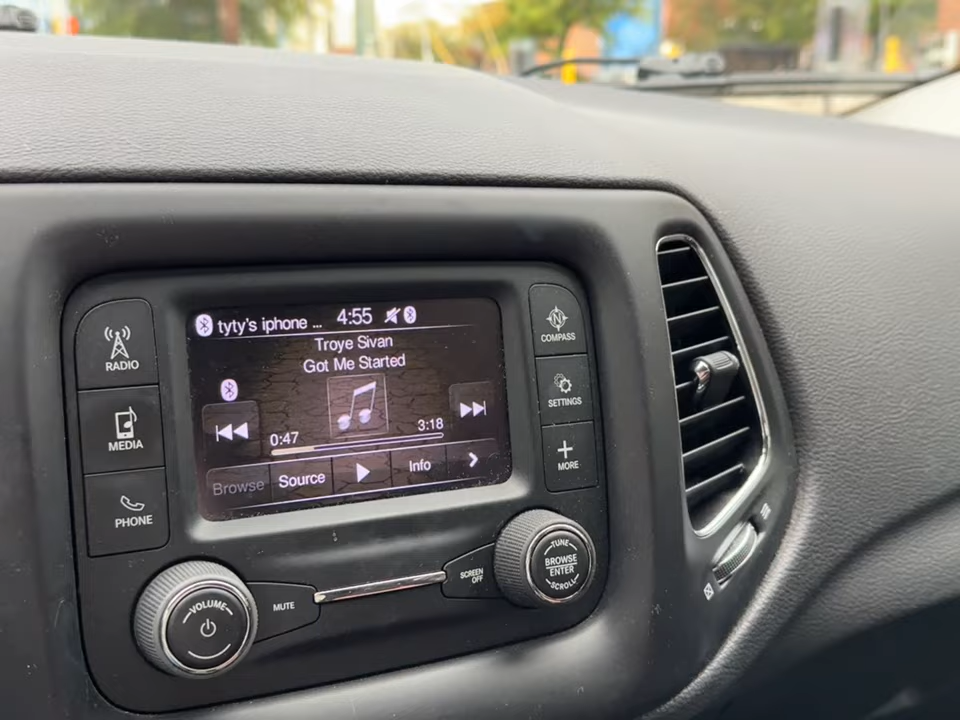 tyty's iphone ... 4:55
Troye Sivan
Got Me Started
0:47 3:18
Browse Source Info
RADIO
MEDIA
PHONE
COMPASS
SETTINGS
MORE
VOLUME
MUTE
SCREEN
OFF
TUNE
BROWSE
ENTER
SCROLL